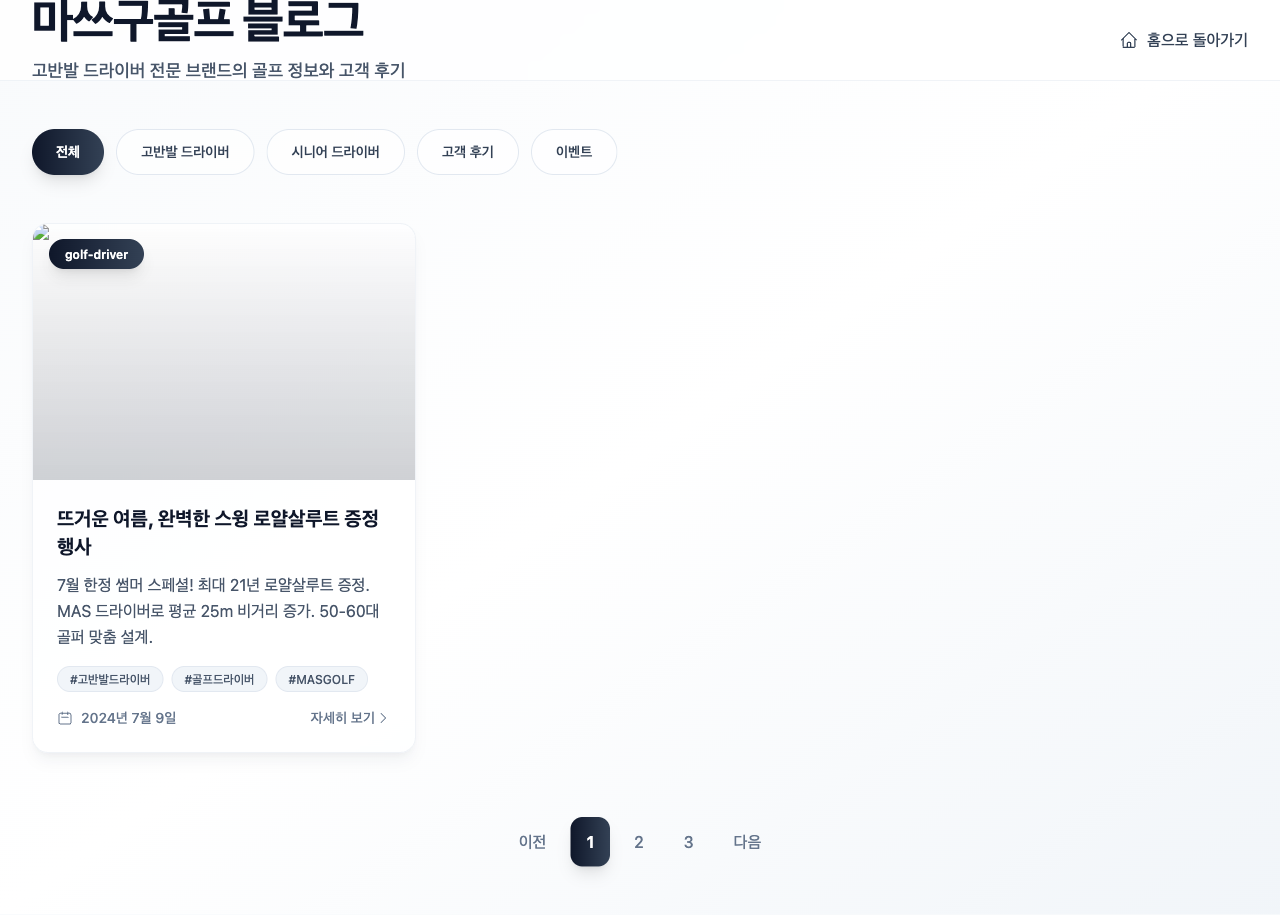 마쓰구골프 블로그
고반발 드라이버 전문 브랜드의 골프 정보와 고객 후기
홈으로 돌아가기
전체
고반발 드라이버
시니어 드라이버
고객 후기
이벤트
golf-driver
뜨거운 여름, 완벽한 스윙 로얄살루트 증정
행사
7월 한정 썸머 스페셜! 최대 21년 로얄살루트 증정.
MAS 드라이버로 평균 25m 비거리 증가. 50-60대
골퍼 맞춤 설계.
#고반발드라이버
#골프드라이버
#MASGOLF
2024년 7월 9일
자세히 보기
이전
1
2
3
다음